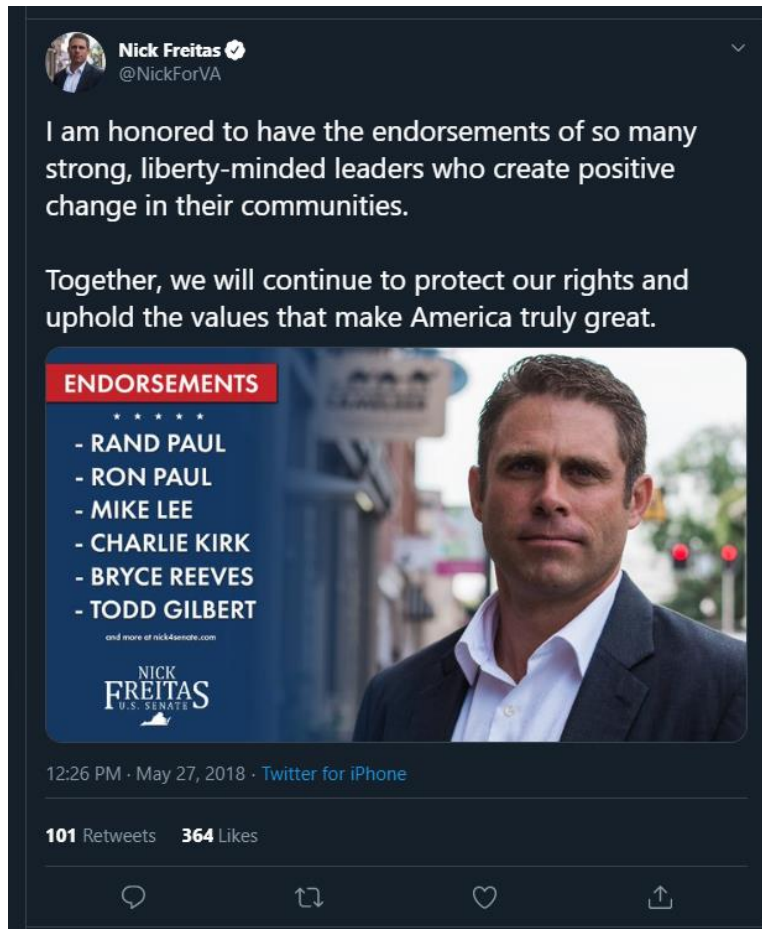 Nick Freitas
@NickForVA
I am honored to have the endorsements of so many
strong, liberty-minded leaders who create positive
change in their communities.
Together, we will continue to protect our rights and
uphold the values that make America truly great.
ENDORSEMENTS
- RAND PAUL
- RON PAUL
- MIKE LEE
- CHARLIE KIRK
- BRYCE REEVES
- TODD GILBERT
and more at nick4senate.com
NICK
FREITAS
U.S. SENATE
12:26 PM · May 27, 2018 · Twitter for iPhone
101 Retweets 364 Likes